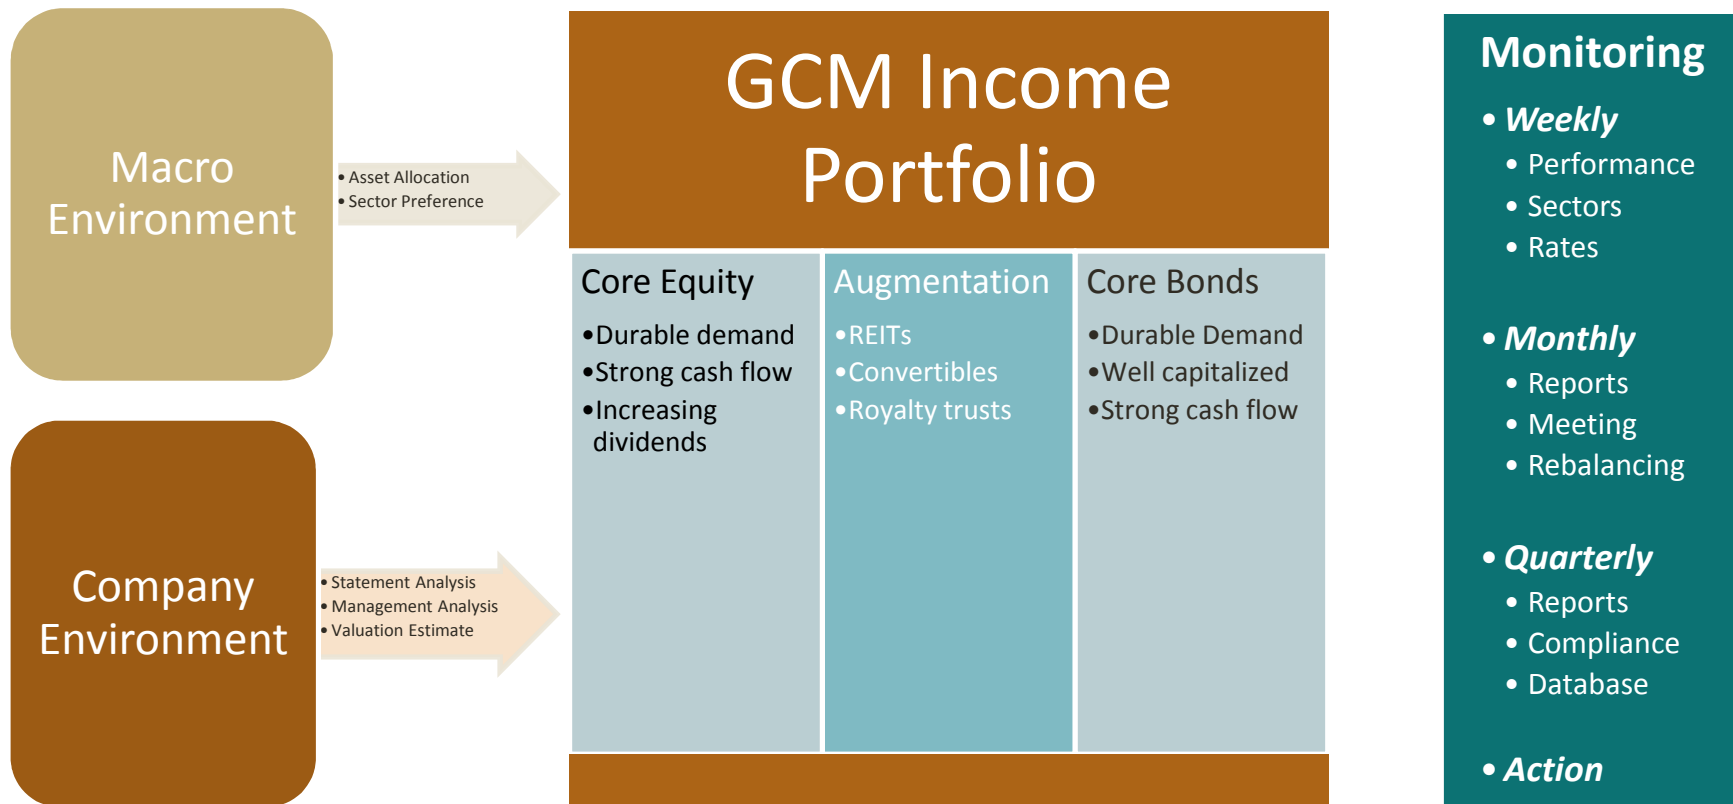 Macro
Environment
• Asset Allocation
• Sector Preference
Company
Environment
• Statement Analysis
• Management Analysis
• Valuation Estimate
GCM Income
Portfolio
Core Equity
•Durable demand
•Strong cash flow
•Increasing
dividends
Augmentation
•REITs
•Convertibles
•Royalty trusts
Core Bonds
•Durable Demand
•Well capitalized
•Strong cash flow
Monitoring
• Weekly
• Performance
• Sectors
• Rates
• Monthly
• Reports
• Meeting
• Rebalancing
• Quarterly
• Reports
• Compliance
• Database
• Action